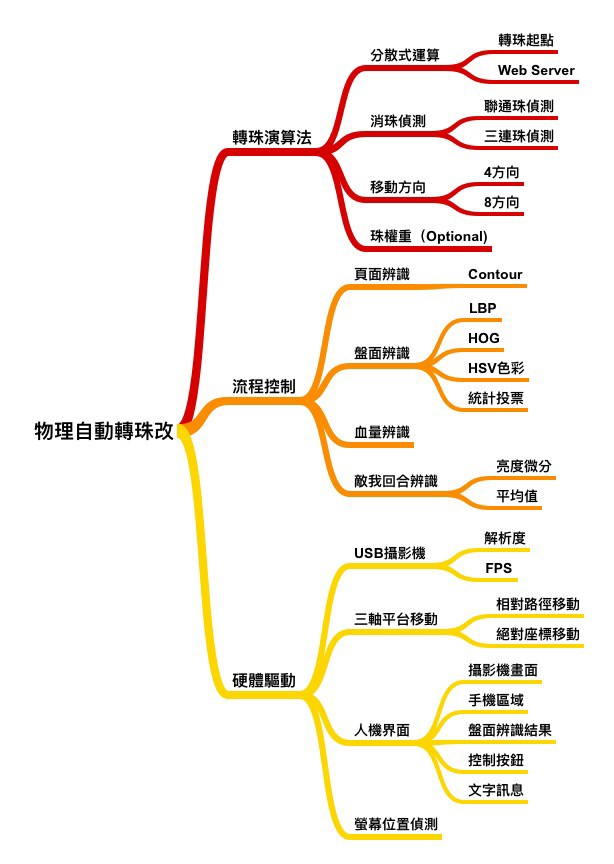 物理自動轉珠改
轉珠演算法
分散式運算
轉珠起點
Web Server
消珠偵測
聯通珠偵測
三連珠偵測
移動方向
4方向
8方向
珠權重（Optional)
流程控制
頁面辨識
Contour
盤面辨識
LBP
HOG
HSV色彩
統計投票
血量辨識
敵我回合辨識
亮度微分
平均值
硬體驅動
USB攝影機
解析度
FPS
三軸平台移動
相對路徑移動
絕對座標移動
人機界面
攝影機畫面
手機區域
盤面辨識結果
控制按鈕
文字訊息
螢幕位置偵測